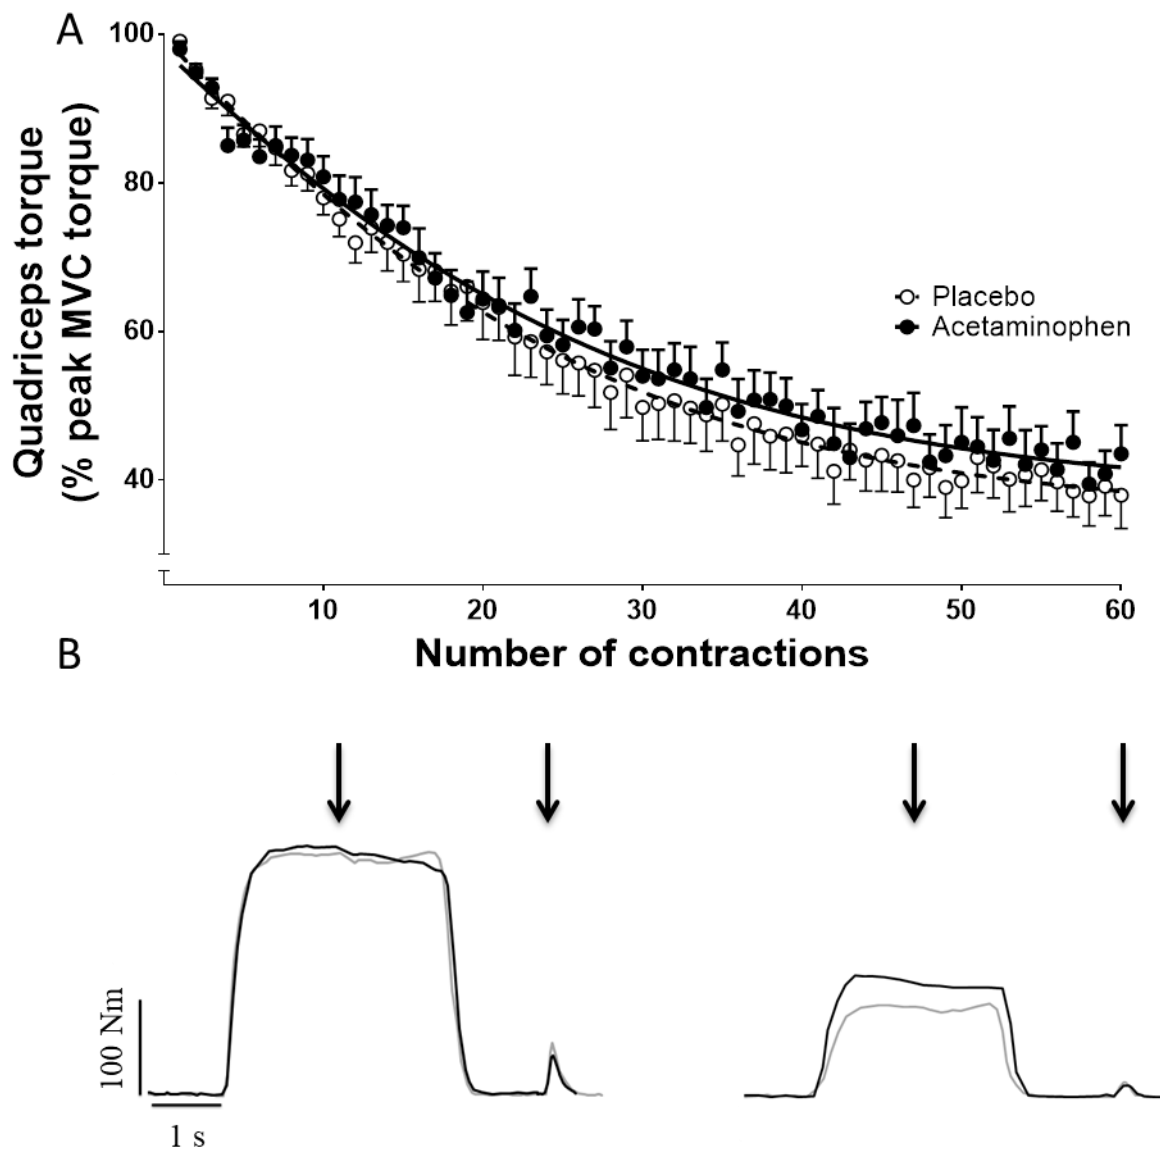 A
Quadriceps torque
(% peak MVC torque)
100
80
60
40
Placebo
Acetaminophen
10 20 30 40 50 60
Number of contractions
B
100 Nm
1 s